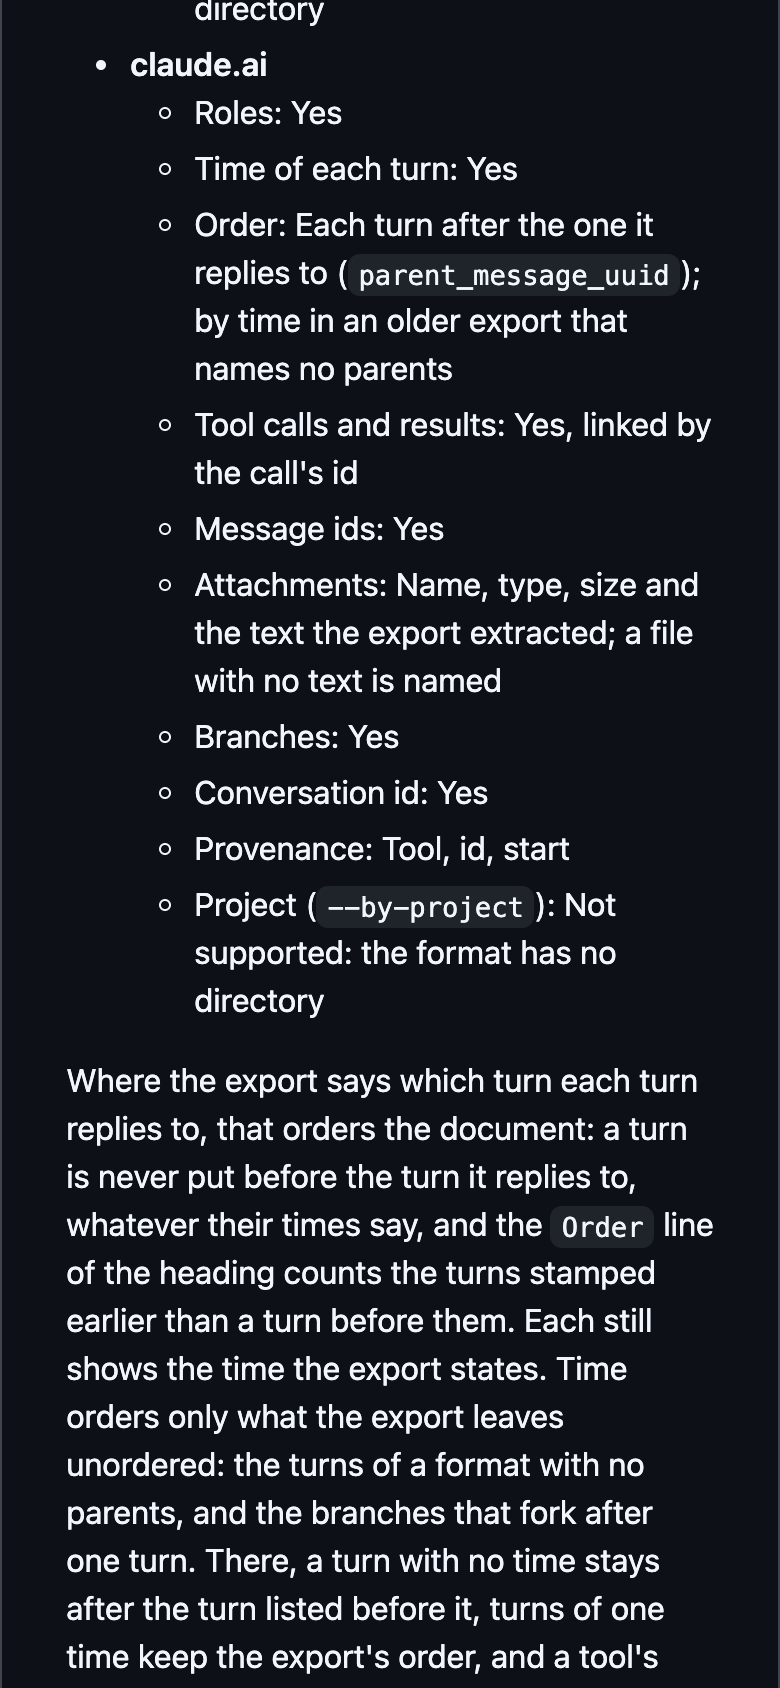 directory
• claude.ai
◦ Roles: Yes
◦ Time of each turn: Yes
◦ Order: Each turn after the one it
replies to (parent_message_uuid);
by time in an older export that
names no parents
◦ Tool calls and results: Yes, linked by
the call's id
◦ Message ids: Yes
◦ Attachments: Name, type, size and
the text the export extracted; a file
with no text is named
◦ Branches: Yes
◦ Conversation id: Yes
◦ Provenance: Tool, id, start
◦ Project (--by-project): Not
supported: the format has no
directory
Where the export says which turn each turn
replies to, that orders the document: a turn
is never put before the turn it replies to,
whatever their times say, and the Order line
of the heading counts the turns stamped
earlier than a turn before them. Each still
shows the time the export states. Time
orders only what the export leaves
unordered: the turns of a format with no
parents, and the branches that fork after
one turn. There, a turn with no time stays
after the turn listed before it, turns of one
time keep the export's order, and a tool's